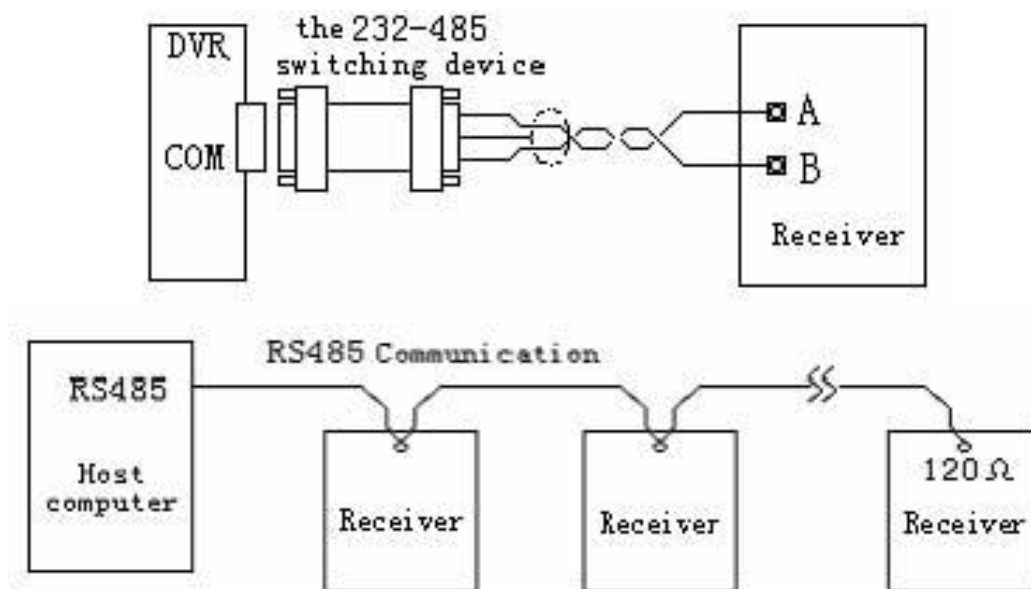 DVR
COM
the 232-485
switching device
A
B
Receiver
RS485 Communication
RS485
Host
computer
Receiver
Receiver
120Ω
Receiver